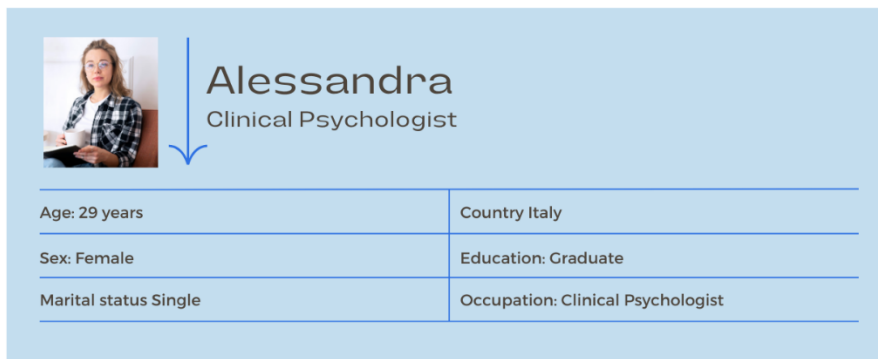 Alessandra
Clinical Psychologist
Age: 29 years
Country Italy
Sex: Female
Education: Graduate
Marital status Single
Occupation: Clinical Psychologist